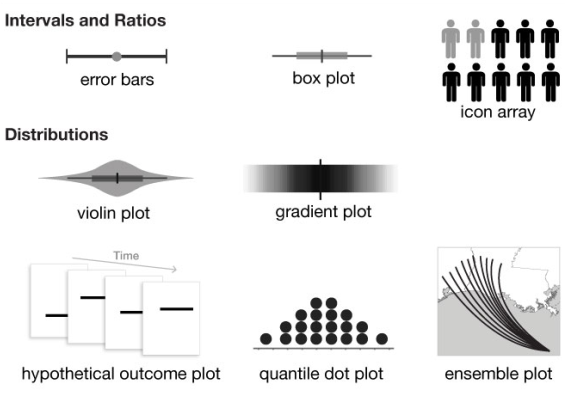 Intervals and Ratios
error bars
box plot
icon array
Distributions
violin plot
gradient plot
Time
hypothetical outcome plot
quantile dot plot
ensemble plot